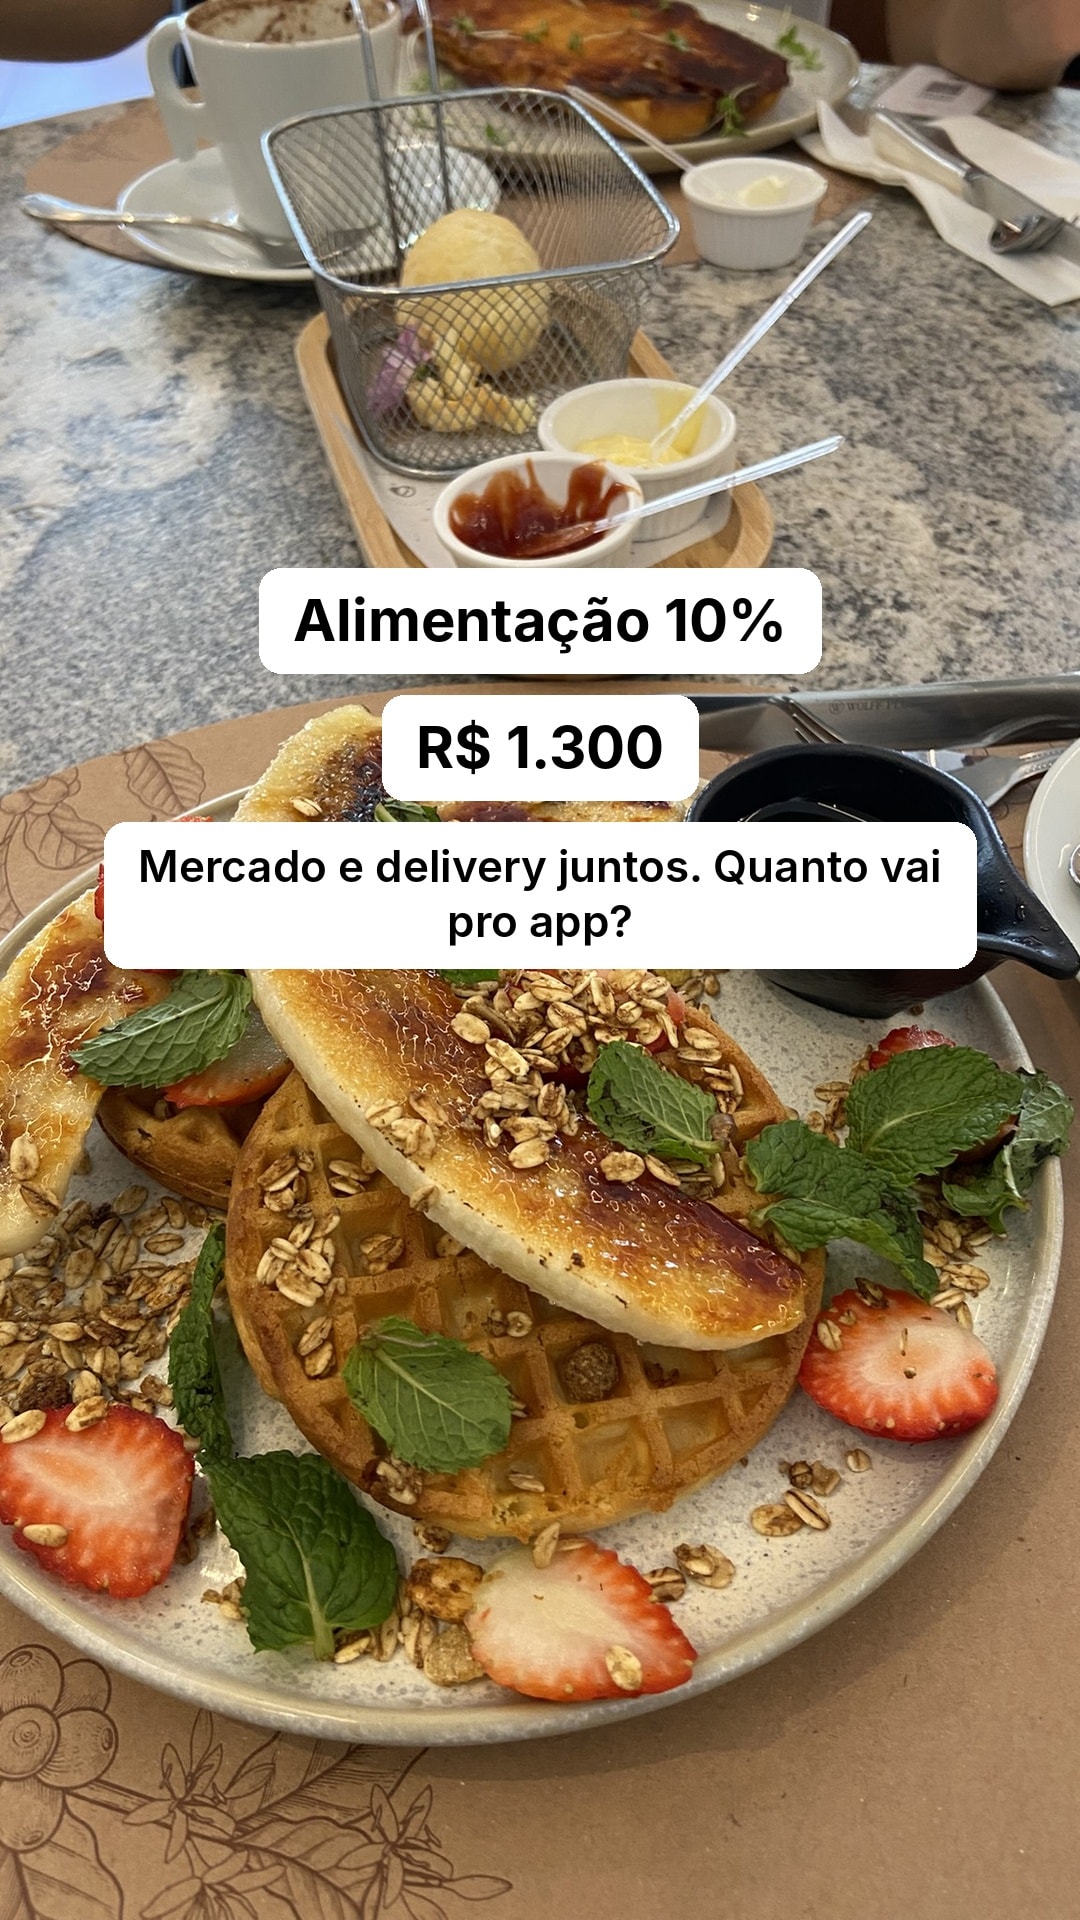 Alimentação 10%
R$ 1.300
Mercado e delivery juntos. Quanto vai
pro app?